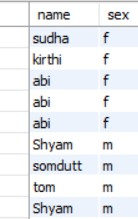 name sex
sudha f
kirthi f
abi f
abi f
abi f
Shyam m
somdutt m
tom m
Shyam m